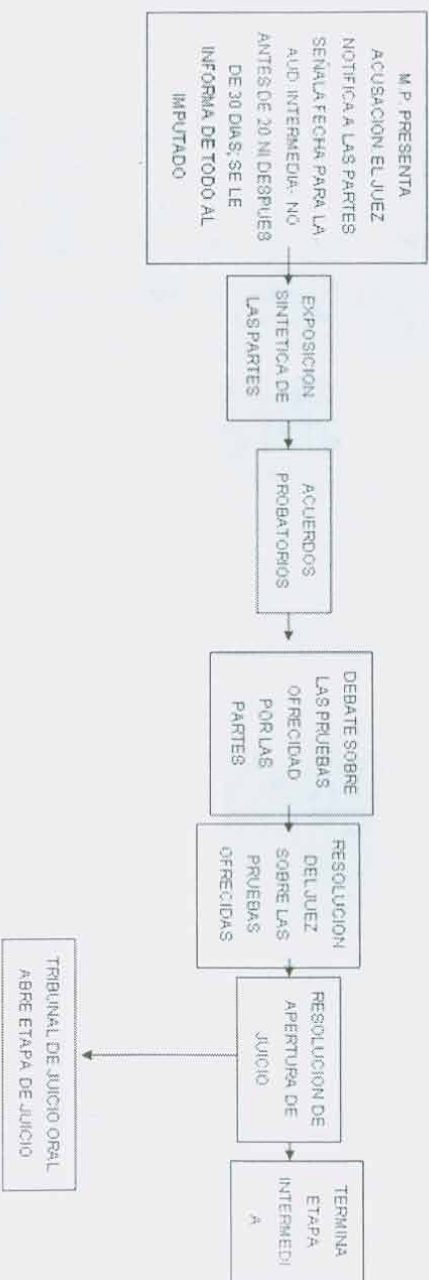 M.P. PRESENTA
ACUSACION. EL JUEZ
NOTIFICA A LAS PARTES
SEÑALA FECHA PARA LA
AUD. INTERMEDIA. NO
ANTES DE 20 NI DESPUES
DE 30 DIAS; SE LE
INFORMA DE TODO AL
IMPUTADO
EXPOSICION
SINTETICA DE
LAS PARTES
ACUERDOS
PROBATORIOS
DEBATE SOBRE
LAS PRUEBAS
OFRECIDAD
POR LAS
PARTES
RESOLUCION
DEL JUEZ
SOBRE LAS
PRUEBAS
OFRECIDAS
RESOLUCION DE
APERTURA DE
JUICIO
TERMINA
ETAPA
INTERMEDI
A
TRIBUNAL DE JUICIO ORAL
ABRE ETAPA DE JUICIO